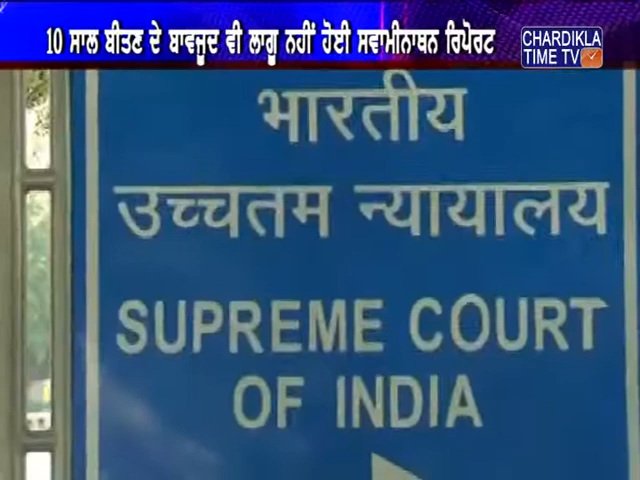 10 ਸਾਲ ਬੀਤਣ ਦੇ ਬਾਵਜੂਦ ਵੀ ਲਾਗੂ ਨਹੀਂ ਹੋਈ ਸਵਾਮੀਨਾਥਨ ਰਿਪੋਰਟ
CHARDIKLA
TIME TV
भारतीय
उच्चतम न्यायालय
SUPREME COURT
OF INDIA